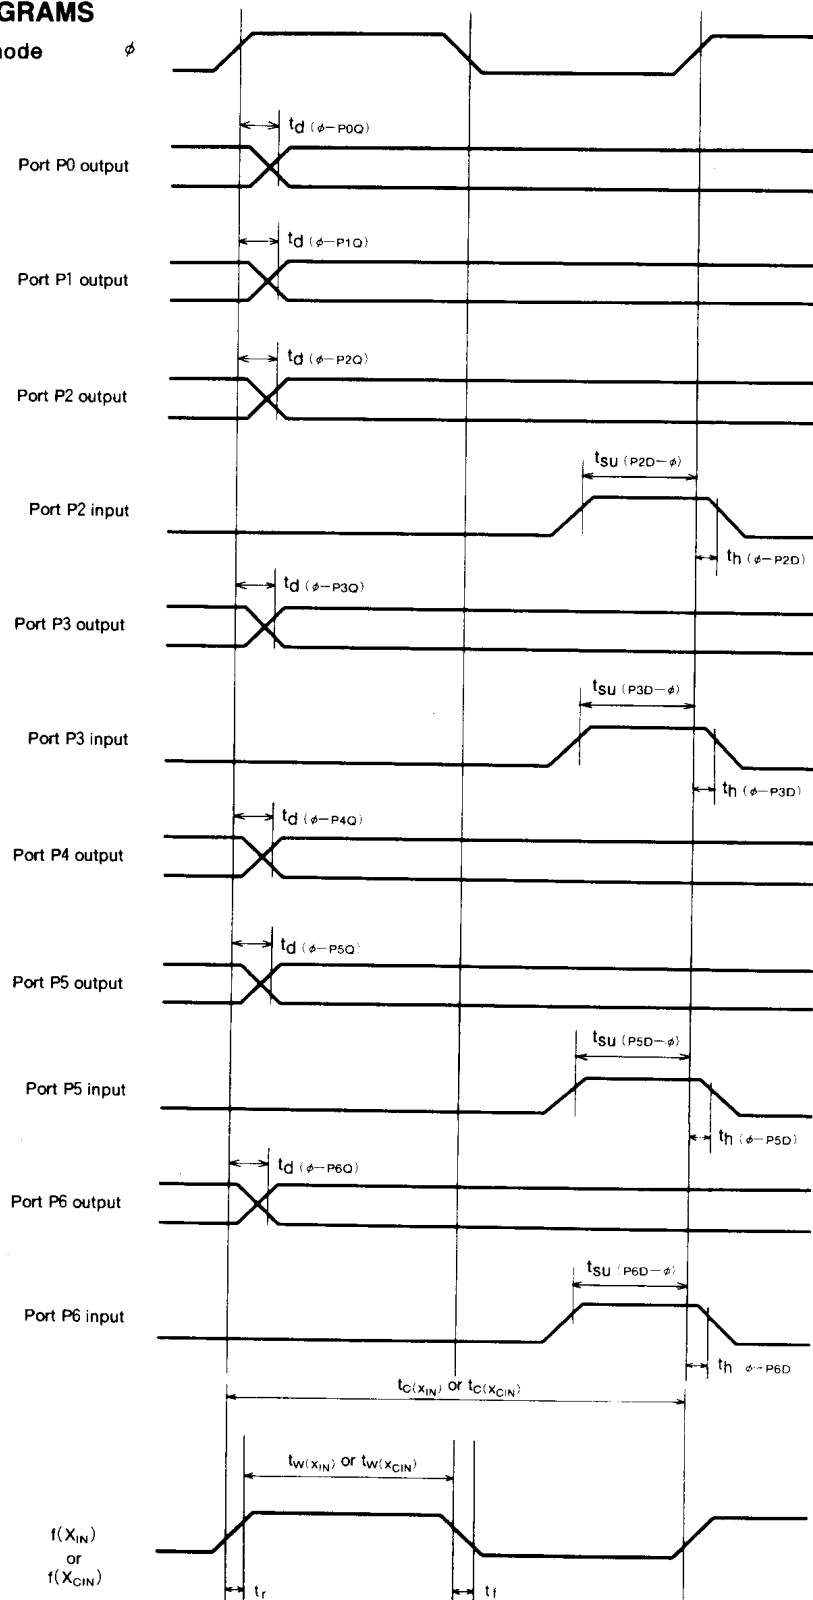 GRAMS
node φ
td (φ-P0Q)
Port P0 output
td (φ-P1Q)
Port P1 output
td (φ-P2Q)
Port P2 output
tsu (P2D-φ)
Port P2 input
th (φ-P2D)
td (φ-P3Q)
Port P3 output
tsu (P3D-φ)
Port P3 input
th (φ-P3D)
td (φ-P4Q)
Port P4 output
td (φ-P5Q)
Port P5 output
tsu (P5D-φ)
Port P5 input
th (φ-P5D)
td (φ-P6Q)
Port P6 output
tsu (P6D-φ)
Port P6 input
th φ-P6D
tC(XIN) or tC(XCIN)
tW(XIN) or tW(XCIN)
f(XIN)
or
f(XCIN)
tr tf